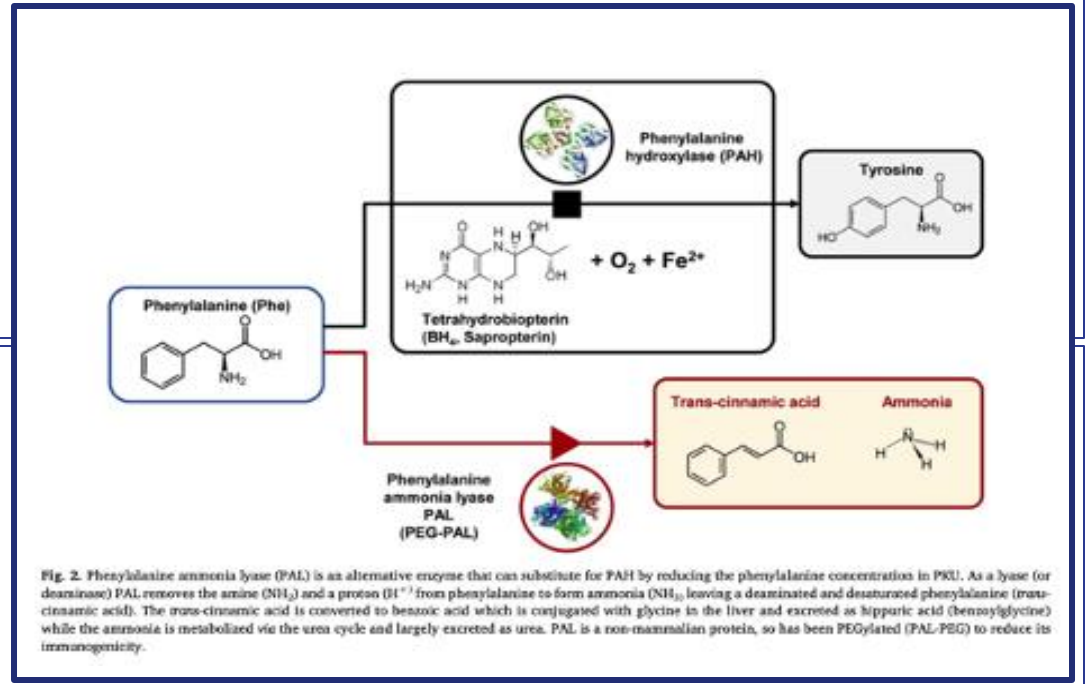 Phenylalanine
hydroxylase (PAH)
Tyrosine
O
OH
NH₂
HO
O
N
H₂N
N
H
N
H
N
H
H
OH
OH
+ O₂ + Fe²⁺
Tetrahydrobiopterin
(BH₄, Sapropterin)
Phenylalanine (Phe)
O
OH
NH₂
Trans-cinnamic acid
Ammonia
O
OH
N
H
H
H
Phenylalanine
ammonia lyase
PAL
(PEG-PAL)
Fig. 2. Phenylalanine ammonia lyase (PAL) is an alternative enzyme that can substitute for PAH by reducing the phenylalanine concentration in PKU. As a lyase (or
deaminase) PAL removes the amine (NH₂) and a proton (H⁺) from phenylalanine to form ammonia (NH₃) leaving a deaminated and desaturated phenylalanine (trans-
cinnamic acid). The trans-cinnamic acid is converted to benzoic acid which is conjugated with glycine in the liver and excreted as hippuric acid (benzoylglycine)
while the ammonia is metabolized via the urea cycle and largely excreted as urea. PAL is a non-mammalian protein, so has been PEGylated (PAL-PEG) to reduce its
immunogenicity.